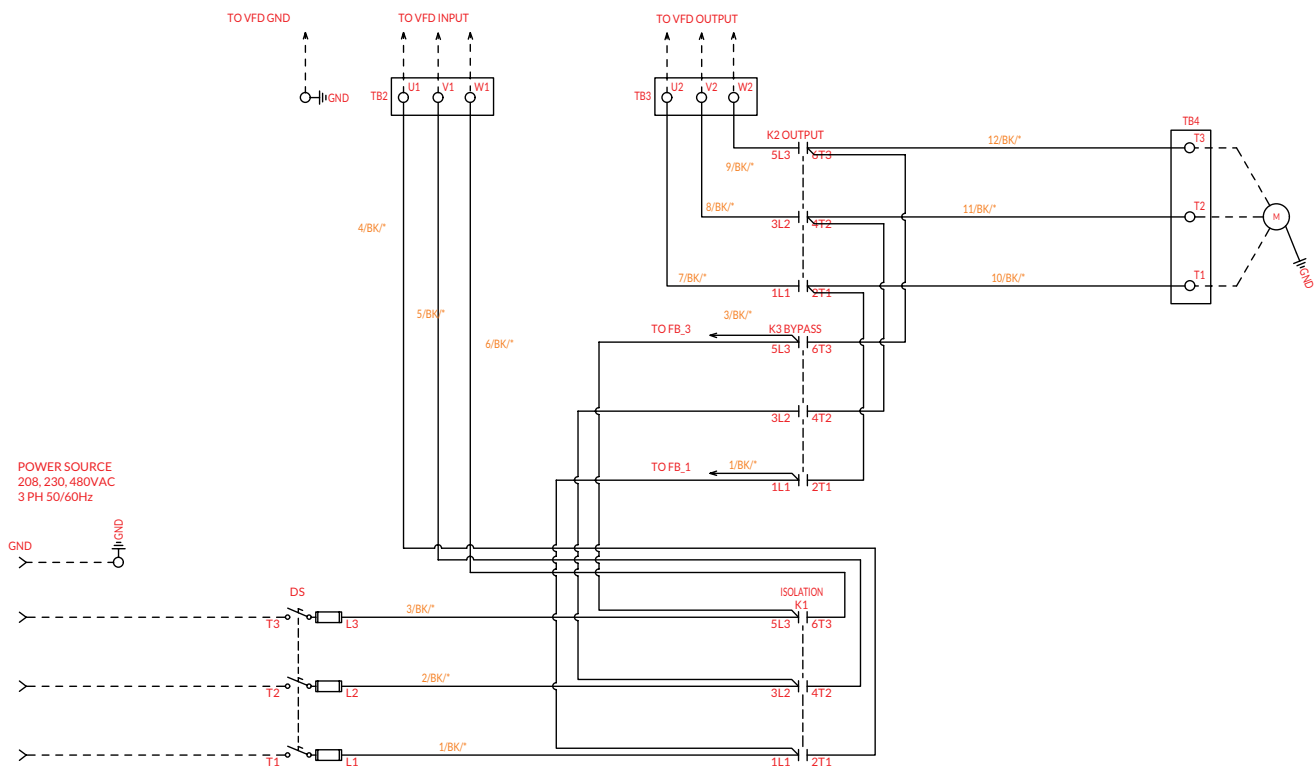 TO VFD GND
TO VFD INPUT
TO VFD OUTPUT
U1
V1
W1
U2
V2
W2
TB2
TB3
GND
TB4
K2 OUTPUT
12/BK/*
T3
5L3
6T3
9/BK/*
8/BK/*
11/BK/*
T2
M
4/BK/*
3L2
4T2
7/BK/*
10/BK/*
T1
GND
1L1
2T1
5/BK/*
3/BK/*
TO FB_3
K3 BYPASS
6/BK/*
5L3
6T3
3L2
4T2
POWER SOURCE
208, 230, 480VAC
3 PH 50/60Hz
TO FB_1
1/BK/*
1L1
2T1
GND
GND
DS
ISOLATION
K1
3/BK/*
T3
L3
5L3
6T3
2/BK/*
T2
L2
3L2
4T2
1/BK/*
T1
L1
1L1
2T1